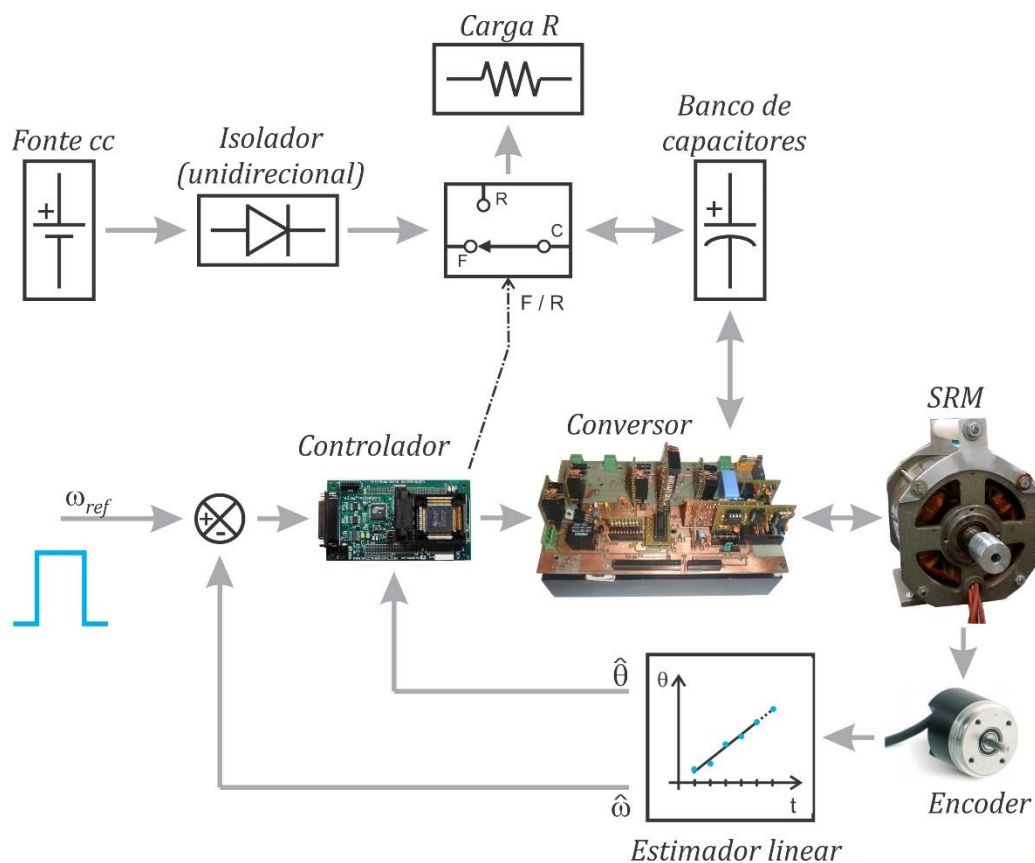 Carga R
Fonte cc
+
Isolador
(unidirecional)
R
F
C
F / R
Banco de
capacitores
+
SRM
Controlador
Conversor
ω_ref
+
-
θ̂
θ
t
ω̂
Encoder
Estimador linear